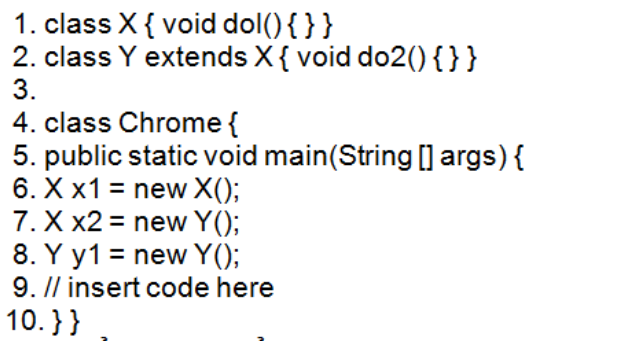 1. class X { void dol() { } }
2. class Y extends X { void do2() { } }
3.
4. class Chrome {
5. public static void main(String [] args) {
6. X x1 = new X();
7. X x2 = new Y();
8. Y y1 = new Y();
9. // insert code here
10. } }